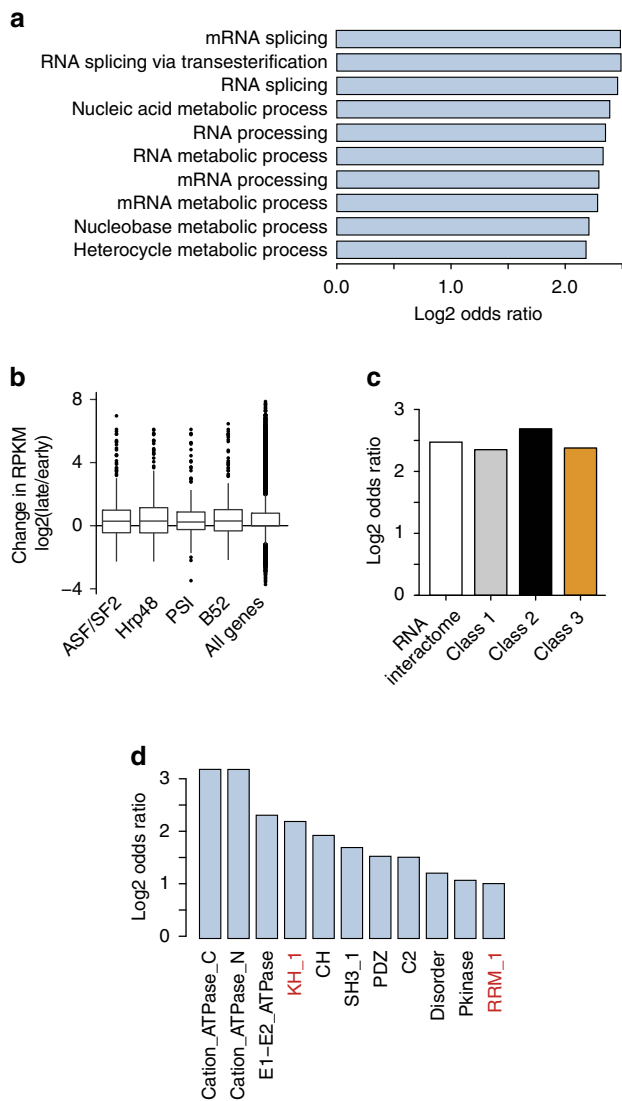 a
mRNA splicing
RNA splicing via transesterification
RNA splicing
Nucleic acid metabolic process
RNA processing
RNA metabolic process
mRNA processing
mRNA metabolic process
Nucleobase metabolic process
Heterocycle metabolic process
0.0 1.0 2.0
Log2 odds ratio
b
Change in RPKM
log2(late/early)
8
4
0
−4
ASF/SF2
Hrp48
PSI
B52
All genes
c
Log2 odds ratio
3
2
1
0
RNA
interactome
Class 1
Class 2
Class 3
d
Log2 odds ratio
3
2
1
0
Cation_ATPase_C
Cation_ATPase_N
E1−E2_ATPase
KH_1
CH
SH3_1
PDZ
C2
Disorder
Pkinase
RRM_1